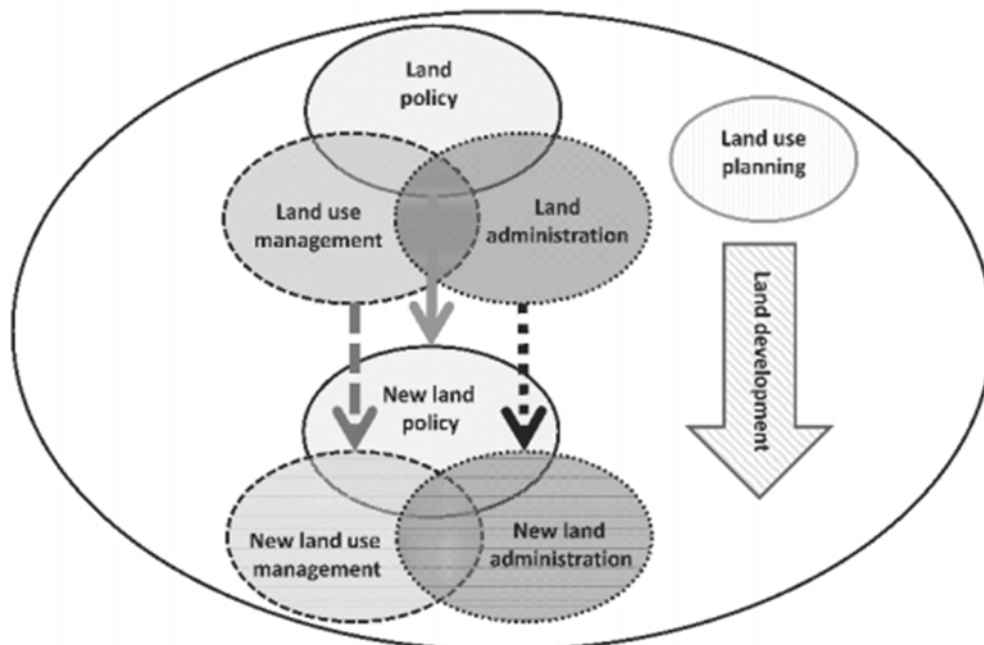 Land
policy
Land use
management
Land
administration
Land use
planning
Land development
New land
policy
New land use
management
New land
administration